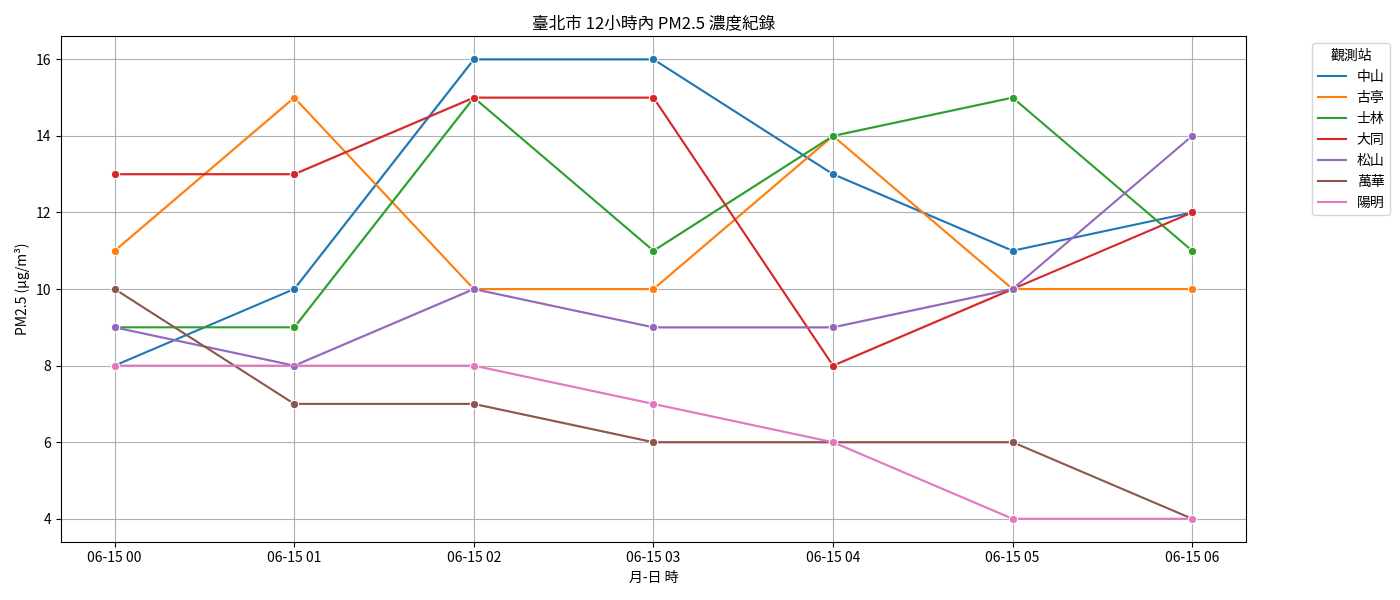 臺北市 12小時內 PM2.5 濃度紀錄
PM2.5 (μg/m³)
16
14
12
10
8
6
4
06-15 00
06-15 01
06-15 02
06-15 03
06-15 04
06-15 05
06-15 06
月-日 時
觀測站
中山
古亭
士林
大同
松山
萬華
陽明